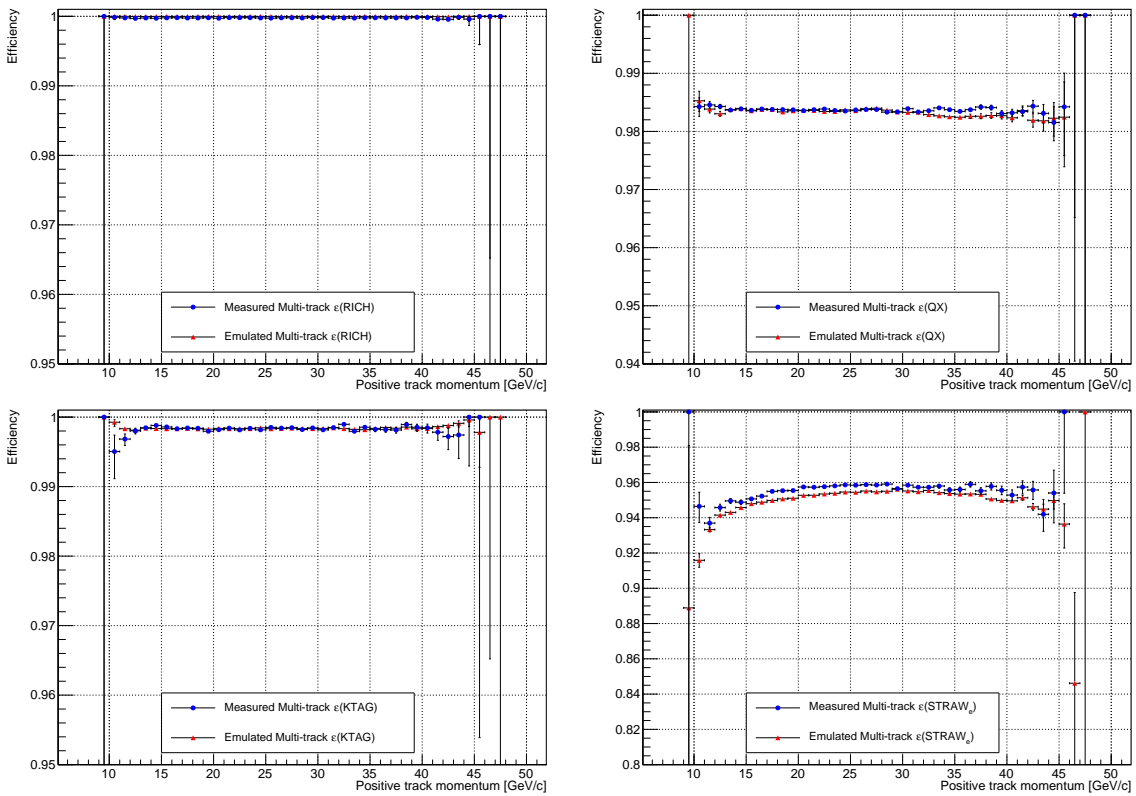 Efficiency
1
0.99
0.98
0.97
0.96
0.95
Measured Multi-track ε(RICH)
Emulated Multi-track ε(RICH)
10 15 20 25 30 35 40 45 50
Positive track momentum [GeV/c]
Efficiency
1
0.99
0.98
0.97
0.96
0.95
0.94
Measured Multi-track ε(QX)
Emulated Multi-track ε(QX)
10 15 20 25 30 35 40 45 50
Positive track momentum [GeV/c]
Efficiency
1
0.99
0.98
0.97
0.96
0.95
Measured Multi-track ε(KTAG)
Emulated Multi-track ε(KTAG)
10 15 20 25 30 35 40 45 50
Positive track momentum [GeV/c]
Efficiency
1
0.98
0.96
0.94
0.92
0.9
0.88
0.86
0.84
0.82
0.8
Measured Multi-track ε(STRAWₑ)
Emulated Multi-track ε(STRAWₑ)
10 15 20 25 30 35 40 45 50
Positive track momentum [GeV/c]